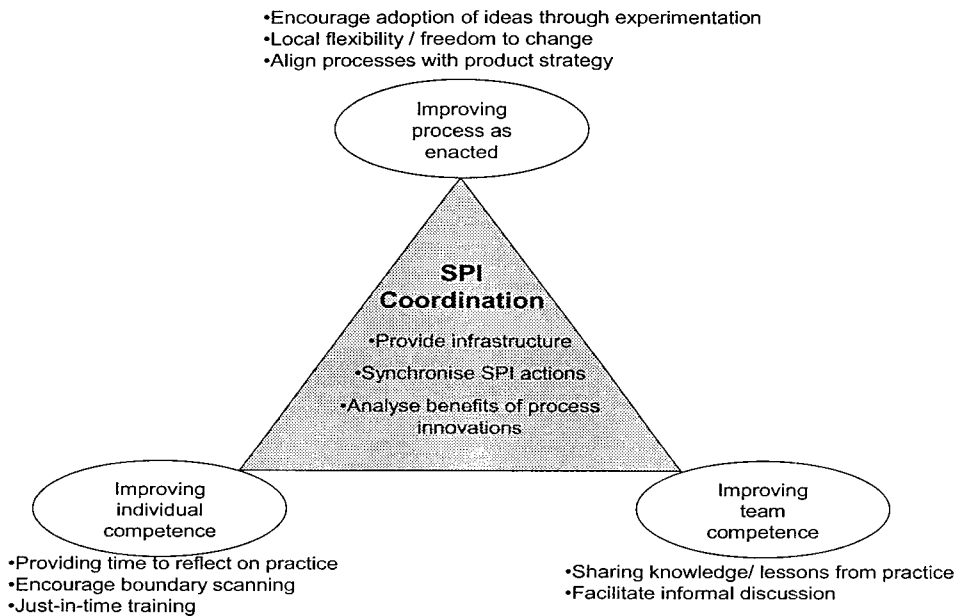 •Encourage adoption of ideas through experimentation
•Local flexibility / freedom to change
•Align processes with product strategy
Improving
process as
enacted
SPI
Coordination
•Provide infrastructure
•Synchronise SPI actions
•Analyse benefits of process
innovations
Improving
individual
competence
•Providing time to reflect on practice
•Encourage boundary scanning
•Just-in-time training
Improving
team
competence
•Sharing knowledge/ lessons from practice
•Facilitate informal discussion